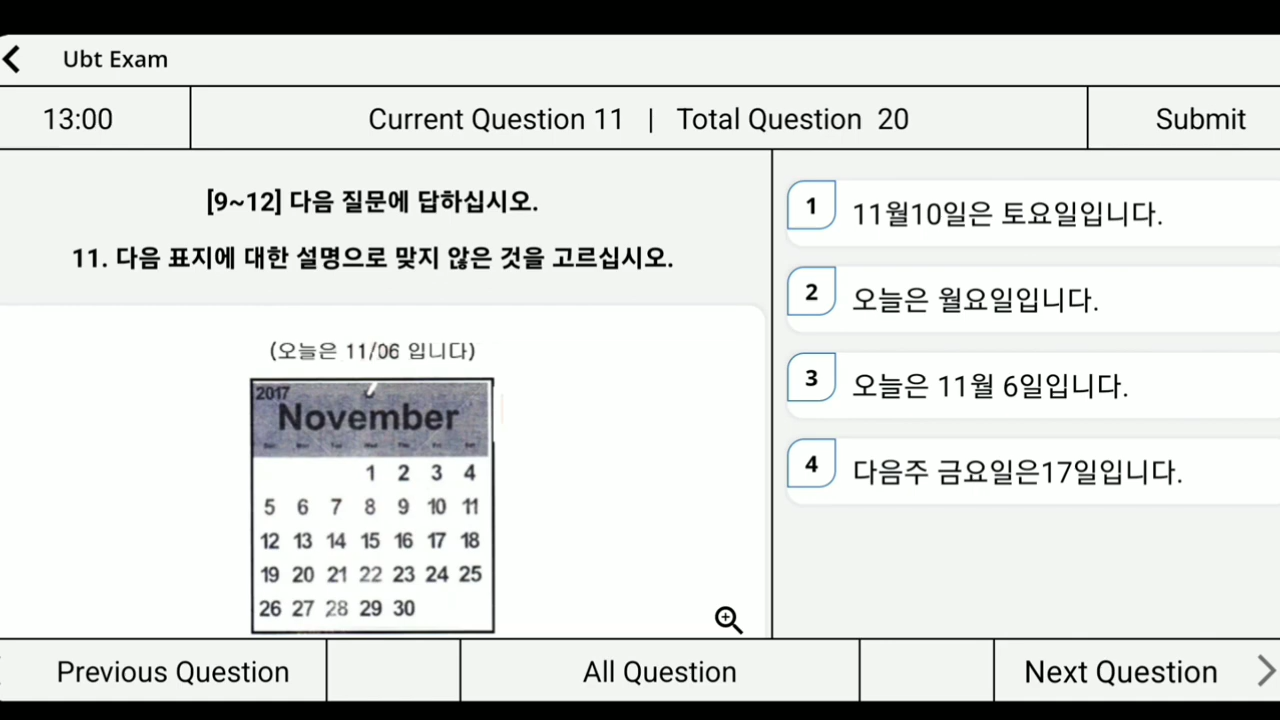 Ubt Exam
13:00
Current Question 11 | Total Question 20
Submit
[9~12] 다음 질문에 답하십시오.
11. 다음 표지에 대한 설명으로 맞지 않은 것을 고르십시오.
(오늘은 11/06 입니다)
2017
November
1 2 3 4
5 6 7 8 9 10 11
12 13 14 15 16 17 18
19 20 21 22 23 24 25
26 27 28 29 30
1 11월10일은 토요일입니다.
2 오늘은 월요일입니다.
3 오늘은 11월 6일입니다.
4 다음주 금요일은17일입니다.
Previous Question
All Question
Next Question